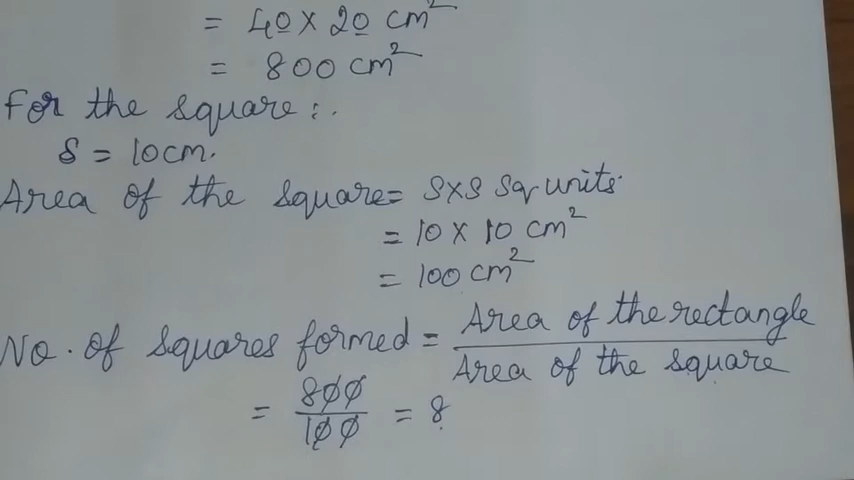 = 40 x 20 cm²
= 800 cm²
For the square :.
s = 10cm.
Area of the square = s x s sq units.
= 10 x 10 cm²
= 100 cm²
No. of squares formed = Area of the rectangle
Area of the square
= 800
100 = 8